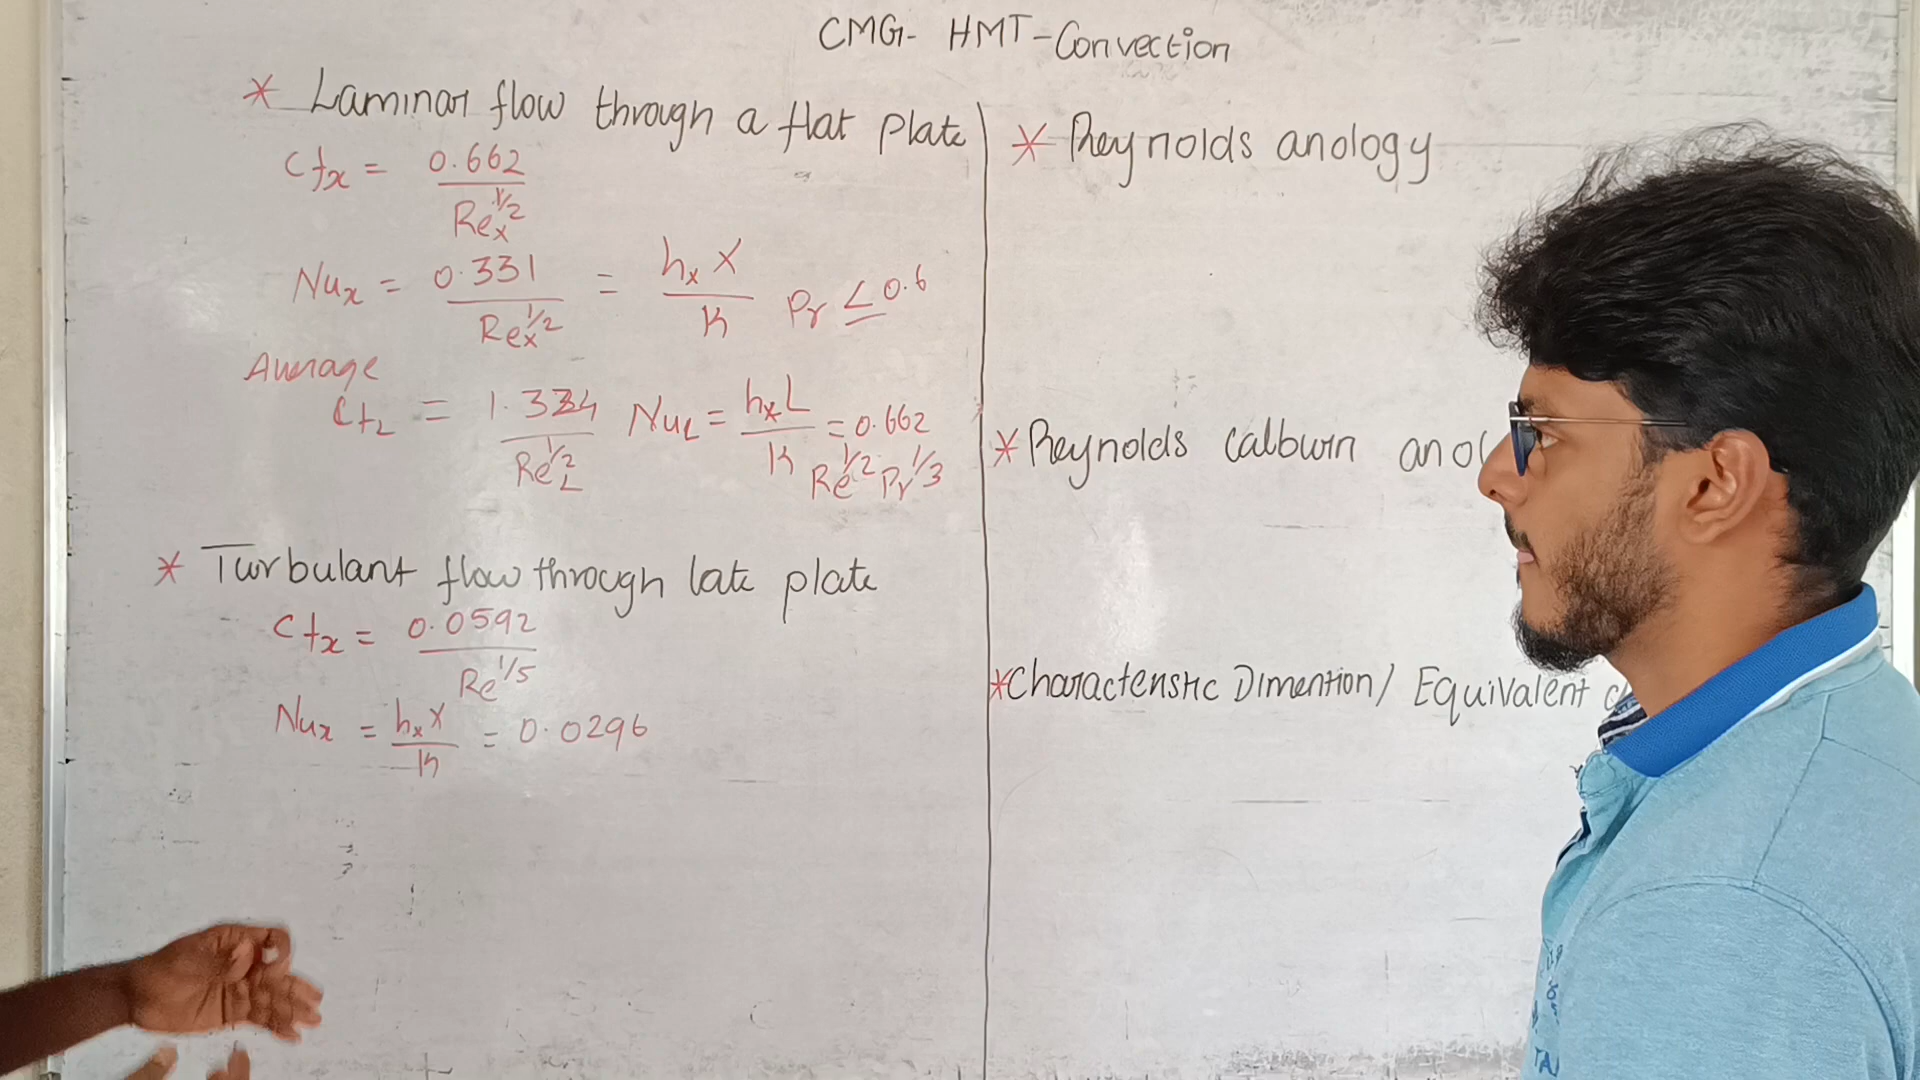 CMG- HMT-Convection
* Laminar flow through a flat plate
Cfx = 0.662 / Rex^1/2
Nux = 0.331 / Rex^1/2 = hx X / K Pr ≤ 0.6
Average
CfL = 1.334 / ReL^1/2 NuL = hx L / K = 0.662 Re^1/2 Pr^1/3
* Turbulant flow through late plate
Cfx = 0.0592 / Re^1/5
Nux = hx X / K = 0.0296
* Reynolds anology
* Reynolds Calburn
* Characteristic Dimention / Equivalent